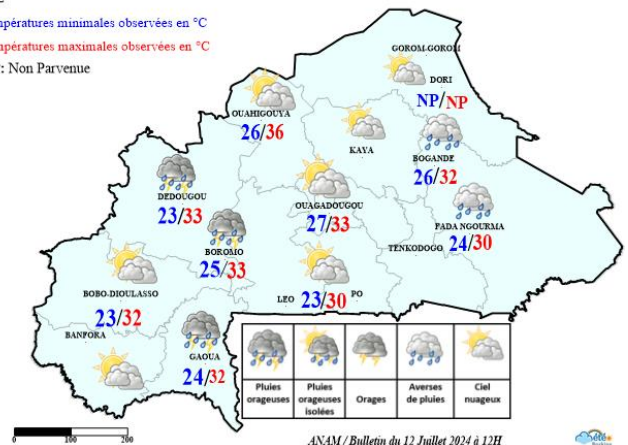 mpératures minimales observées en °C
mpératures maximales observées en °C
: Non Parvenue
GOROM-GOROM
DORI
NP/NP
OUAHIGOUYA
26/36
KAYA
BOGANDE
26/32
DEDOUGOU
23/33
OUAGADOUGOU
27/33
FADA NGOURMA
24/30
BOROMO
25/33
TENKODOGO
BOBO-DIOULASSO
23/32
LEO
23/30
PO
BANFORA
GAOUA
24/32
Pluies orageuses
Pluies orageuses isolées
Orages
Averses de pluies
Ciel nuageux
0 100 200
ANAM / Bulletin du 12 Juillet 2024 à 12H